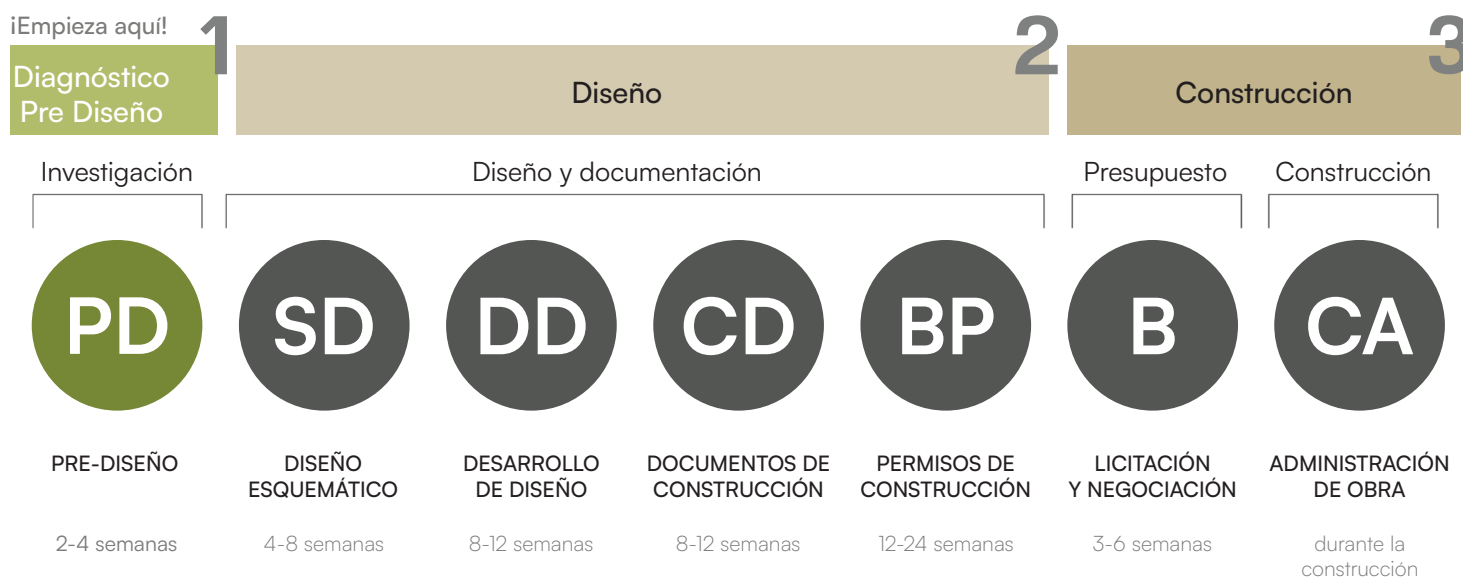 ¡Empieza aquí!
1
2
3
Diagnóstico
Pre Diseño
Diseño
Construcción
Investigación
Diseño y documentación
Presupuesto
Construcción
PD
SD
DD
CD
BP
B
CA
PRE-DISEÑO
DISEÑO
ESQUEMÁTICO
DESARROLLO
DE DISEÑO
DOCUMENTOS DE
CONSTRUCCIÓN
PERMISOS DE
CONSTRUCCIÓN
LICITACIÓN
Y NEGOCIACIÓN
ADMINISTRACIÓN
DE OBRA
2-4 semanas
4-8 semanas
8-12 semanas
8-12 semanas
12-24 semanas
3-6 semanas
durante la
construcción